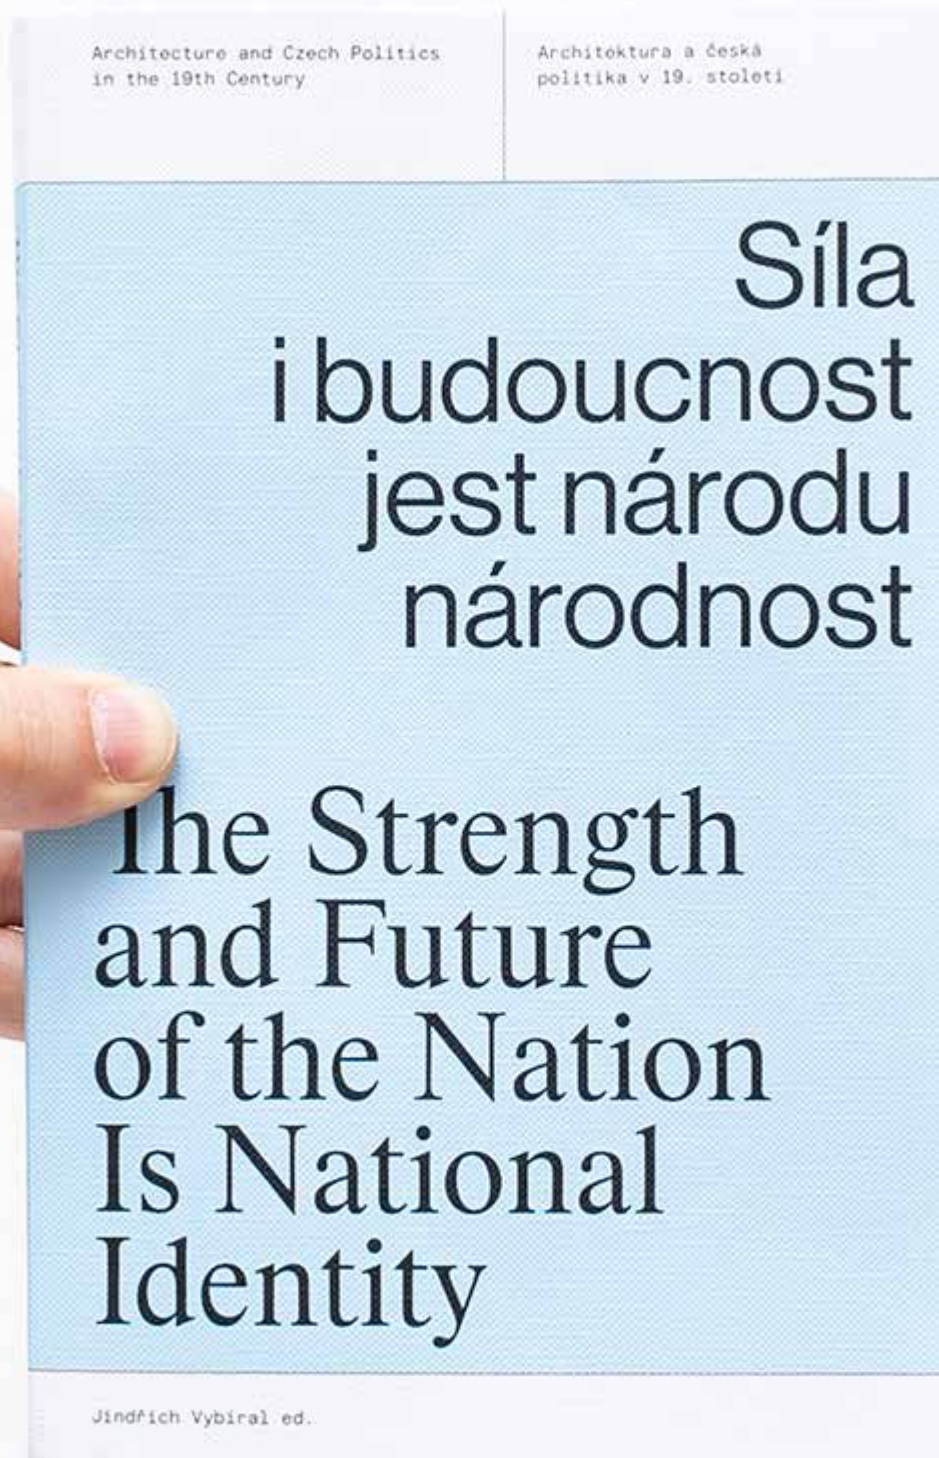 Architecture and Czech Politics
in the 19th Century
Architektura a česká
politika v 19. století
Síla
i budoucnost
jest národu
národnost
The Strength
and Future
of the Nation
Is National
Identity
Jindřich Vybíral ed.